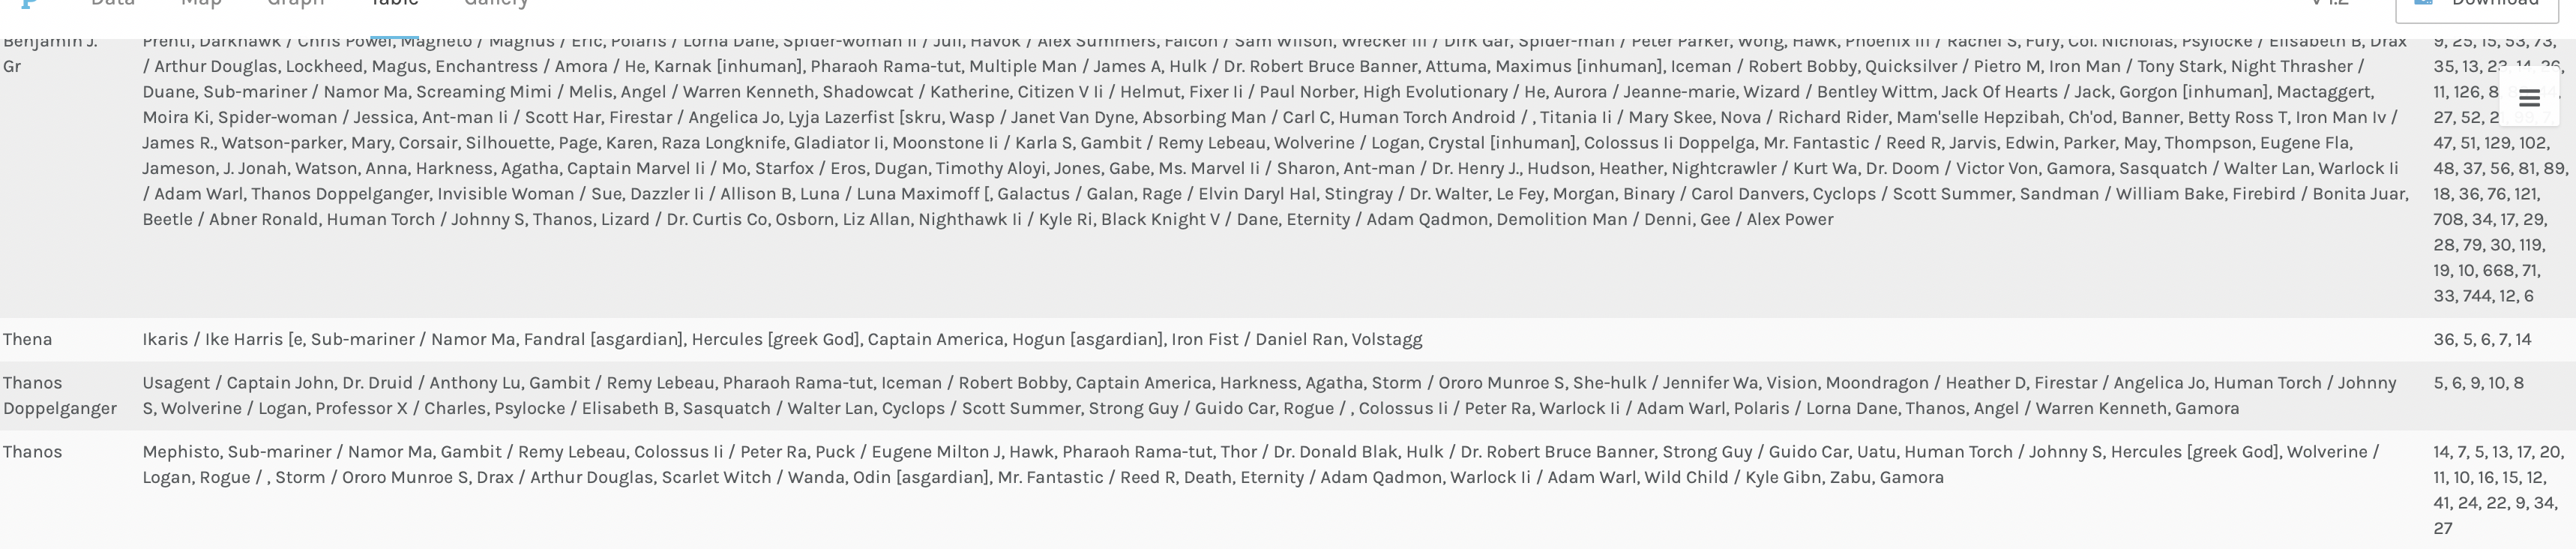 Data Map Graph Table Gallery v 1.2 Download
Benjamin J. Prenti, Darkhawk / Chris Powel, Magneto / Magnus / Eric, Polaris / Lorna Dane, Spider-woman Ii / Juli, Havok / Alex Summers, Falcon / Sam Wilson, Wrecker Iii / Dirk Gar, Spider-man / Peter Parker, Wong, Hawk, Phoenix Iii / Rachel S, Fury, Col. Nicholas, Psylocke / Elisabeth B, Drax 9, 25, 15, 53, 73,
Gr / Arthur Douglas, Lockheed, Magus, Enchantress / Amora / He, Karnak [inhuman], Pharaoh Rama-tut, Multiple Man / James A, Hulk / Dr. Robert Bruce Banner, Attuma, Maximus [inhuman], Iceman / Robert Bobby, Quicksilver / Pietro M, Iron Man / Tony Stark, Night Thrasher / 35, 13,
Duane, Sub-mariner / Namor Ma, Screaming Mimi / Melis, Angel / Warren Kenneth, Shadowcat / Katherine, Citizen V Ii / Helmut, Fixer Ii / Paul Norber, High Evolutionary / He, Aurora / Jeanne-marie, Wizard / Bentley Wittm, Jack Of Hearts / Jack, Gorgon [inhuman], Mactaggert, 11, 126,
Moira Ki, Spider-woman / Jessica, Ant-man Ii / Scott Har, Firestar / Angelica Jo, Lyja Lazerfist [skru, Wasp / Janet Van Dyne, Absorbing Man / Carl C, Human Torch Android / , Titania Ii / Mary Skee, Nova / Richard Rider, Mam'selle Hepzibah, Ch'od, Banner, Betty Ross T, Iron Man Iv / 27, 52,
James R., Watson-parker, Mary, Corsair, Silhouette, Page, Karen, Raza Longknife, Gladiator Ii, Moonstone Ii / Karla S, Gambit / Remy Lebeau, Wolverine / Logan, Crystal [inhuman], Colossus Ii Doppelga, Mr. Fantastic / Reed R, Jarvis, Edwin, Parker, May, Thompson, Eugene Fla, 47, 51, 129, 102,
Jameson, J. Jonah, Watson, Anna, Harkness, Agatha, Captain Marvel Ii / Mo, Starfox / Eros, Dugan, Timothy Aloyi, Jones, Gabe, Ms. Marvel Ii / Sharon, Ant-man / Dr. Henry J., Hudson, Heather, Nightcrawler / Kurt Wa, Dr. Doom / Victor Von, Gamora, Sasquatch / Walter Lan, Warlock Ii 48, 37, 56, 81, 89,
/ Adam Warl, Thanos Doppelganger, Invisible Woman / Sue, Dazzler Ii / Allison B, Luna / Luna Maximoff [, Galactus / Galan, Rage / Elvin Daryl Hal, Stingray / Dr. Walter, Le Fey, Morgan, Binary / Carol Danvers, Cyclops / Scott Summer, Sandman / William Bake, Firebird / Bonita Juar, 18, 36, 76, 121,
Beetle / Abner Ronald, Human Torch / Johnny S, Thanos, Lizard / Dr. Curtis Co, Osborn, Liz Allan, Nighthawk Ii / Kyle Ri, Black Knight V / Dane, Eternity / Adam Qadmon, Demolition Man / Denni, Gee / Alex Power 708, 34, 17, 29,
28, 79, 30, 119,
19, 10, 668, 71,
33, 744, 12, 6
Thena Ikaris / Ike Harris [e, Sub-mariner / Namor Ma, Fandral [asgardian], Hercules [greek God], Captain America, Hogun [asgardian], Iron Fist / Daniel Ran, Volstagg 36, 5, 6, 7, 14
Thanos Usagent / Captain John, Dr. Druid / Anthony Lu, Gambit / Remy Lebeau, Pharaoh Rama-tut, Iceman / Robert Bobby, Captain America, Harkness, Agatha, Storm / Ororo Munroe S, She-hulk / Jennifer Wa, Vision, Moondragon / Heather D, Firestar / Angelica Jo, Human Torch / Johnny 5, 6, 9, 10, 8
Doppelganger S, Wolverine / Logan, Professor X / Charles, Psylocke / Elisabeth B, Sasquatch / Walter Lan, Cyclops / Scott Summer, Strong Guy / Guido Car, Rogue / , Colossus Ii / Peter Ra, Warlock Ii / Adam Warl, Polaris / Lorna Dane, Thanos, Angel / Warren Kenneth, Gamora
Thanos Mephisto, Sub-mariner / Namor Ma, Gambit / Remy Lebeau, Colossus Ii / Peter Ra, Puck / Eugene Milton J, Hawk, Pharaoh Rama-tut, Thor / Dr. Donald Blak, Hulk / Dr. Robert Bruce Banner, Strong Guy / Guido Car, Uatu, Human Torch / Johnny S, Hercules [greek God], Wolverine / 14, 7, 5, 13, 17, 20,
Logan, Rogue / , Storm / Ororo Munroe S, Drax / Arthur Douglas, Scarlet Witch / Wanda, Odin [asgardian], Mr. Fantastic / Reed R, Death, Eternity / Adam Qadmon, Warlock Ii / Adam Warl, Wild Child / Kyle Gibn, Zabu, Gamora 11, 10, 16, 15, 12,
41, 24, 22, 9, 34,
27